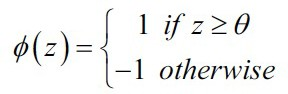 ϕ(z) = { 1 if z ≥ θ
−1 otherwise